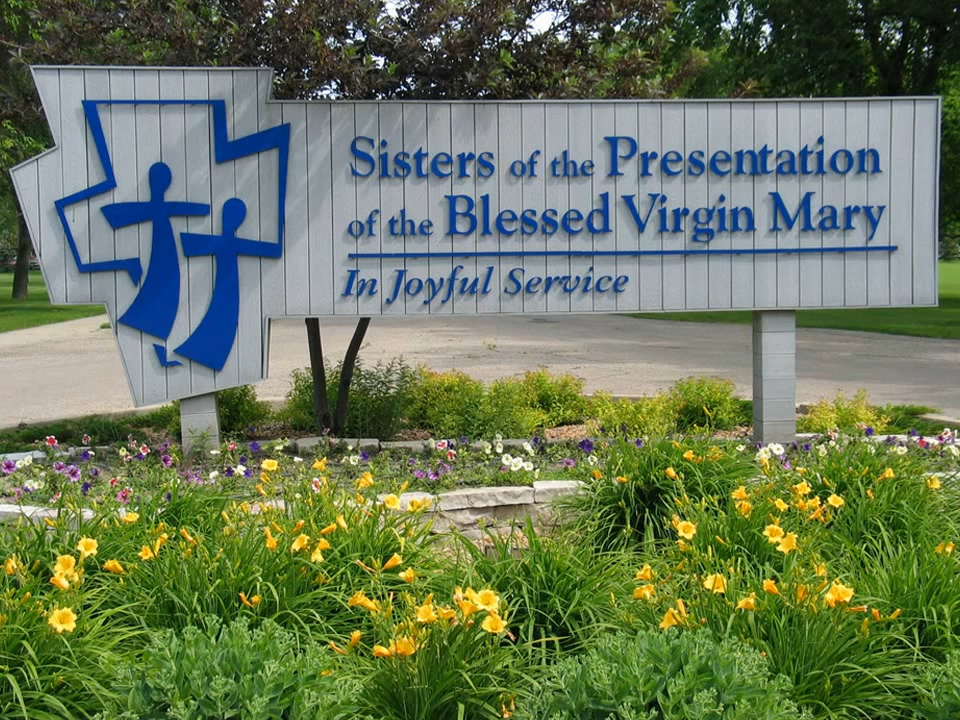 Sisters of the Presentation
of the Blessed Virgin Mary
In Joyful Service